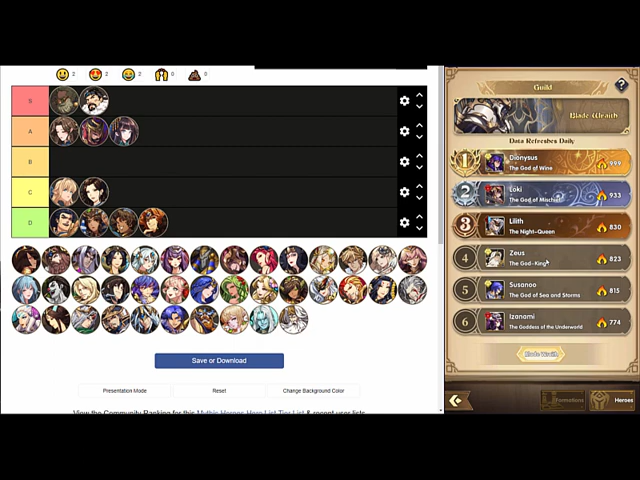 2 2 2 0 0
S
A
B
C
D
Save or Download
Presentation Mode
Reset
Change Background Color
View the Community Ranking for this Mythic Heroes Hero List Tier List & recent user lists
Guild
?
Blade Wraith
Data Refreshes Daily
1
Dionysus
The God of Wine
999
2
Loki
The God of Mischief
933
3
Lilith
The Night-Queen
830
4
Zeus
The God-King
823
5
Susanoo
The God of Sea and Storms
815
6
Izanami
The Goddess of the Underworld
774
Blade Wraith
Formations
Heroes